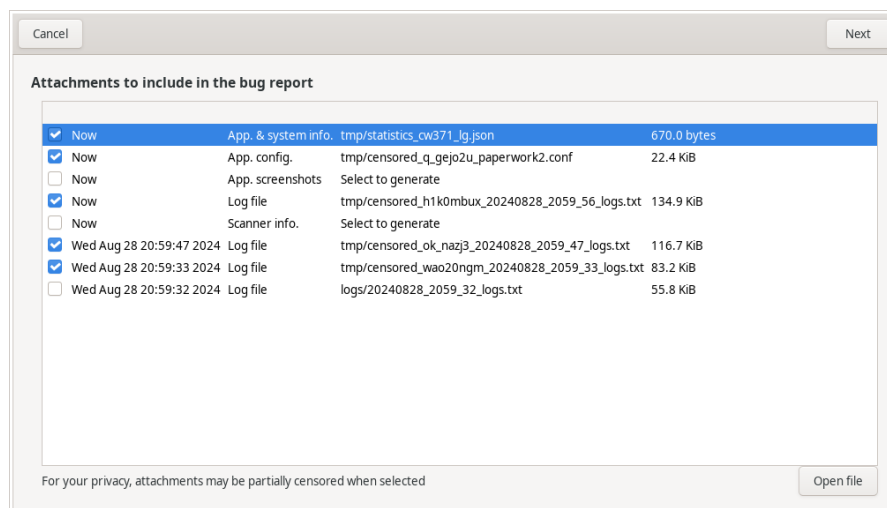 Cancel Next
Attachments to include in the bug report
Now App. & system info. tmp/statistics_cw371_lg.json 670.0 bytes
Now App. config. tmp/censored_q_gejo2u_paperwork2.conf 22.4 KiB
Now App. screenshots Select to generate
Now Log file tmp/censored_h1k0mbux_20240828_2059_56_logs.txt 134.9 KiB
Now Scanner info. Select to generate
Wed Aug 28 20:59:47 2024 Log file tmp/censored_ok_nazj3_20240828_2059_47_logs.txt 116.7 KiB
Wed Aug 28 20:59:33 2024 Log file tmp/censored_wao20ngm_20240828_2059_33_logs.txt 83.2 KiB
Wed Aug 28 20:59:32 2024 Log file logs/20240828_2059_32_logs.txt 55.8 KiB
For your privacy, attachments may be partially censored when selected Open file